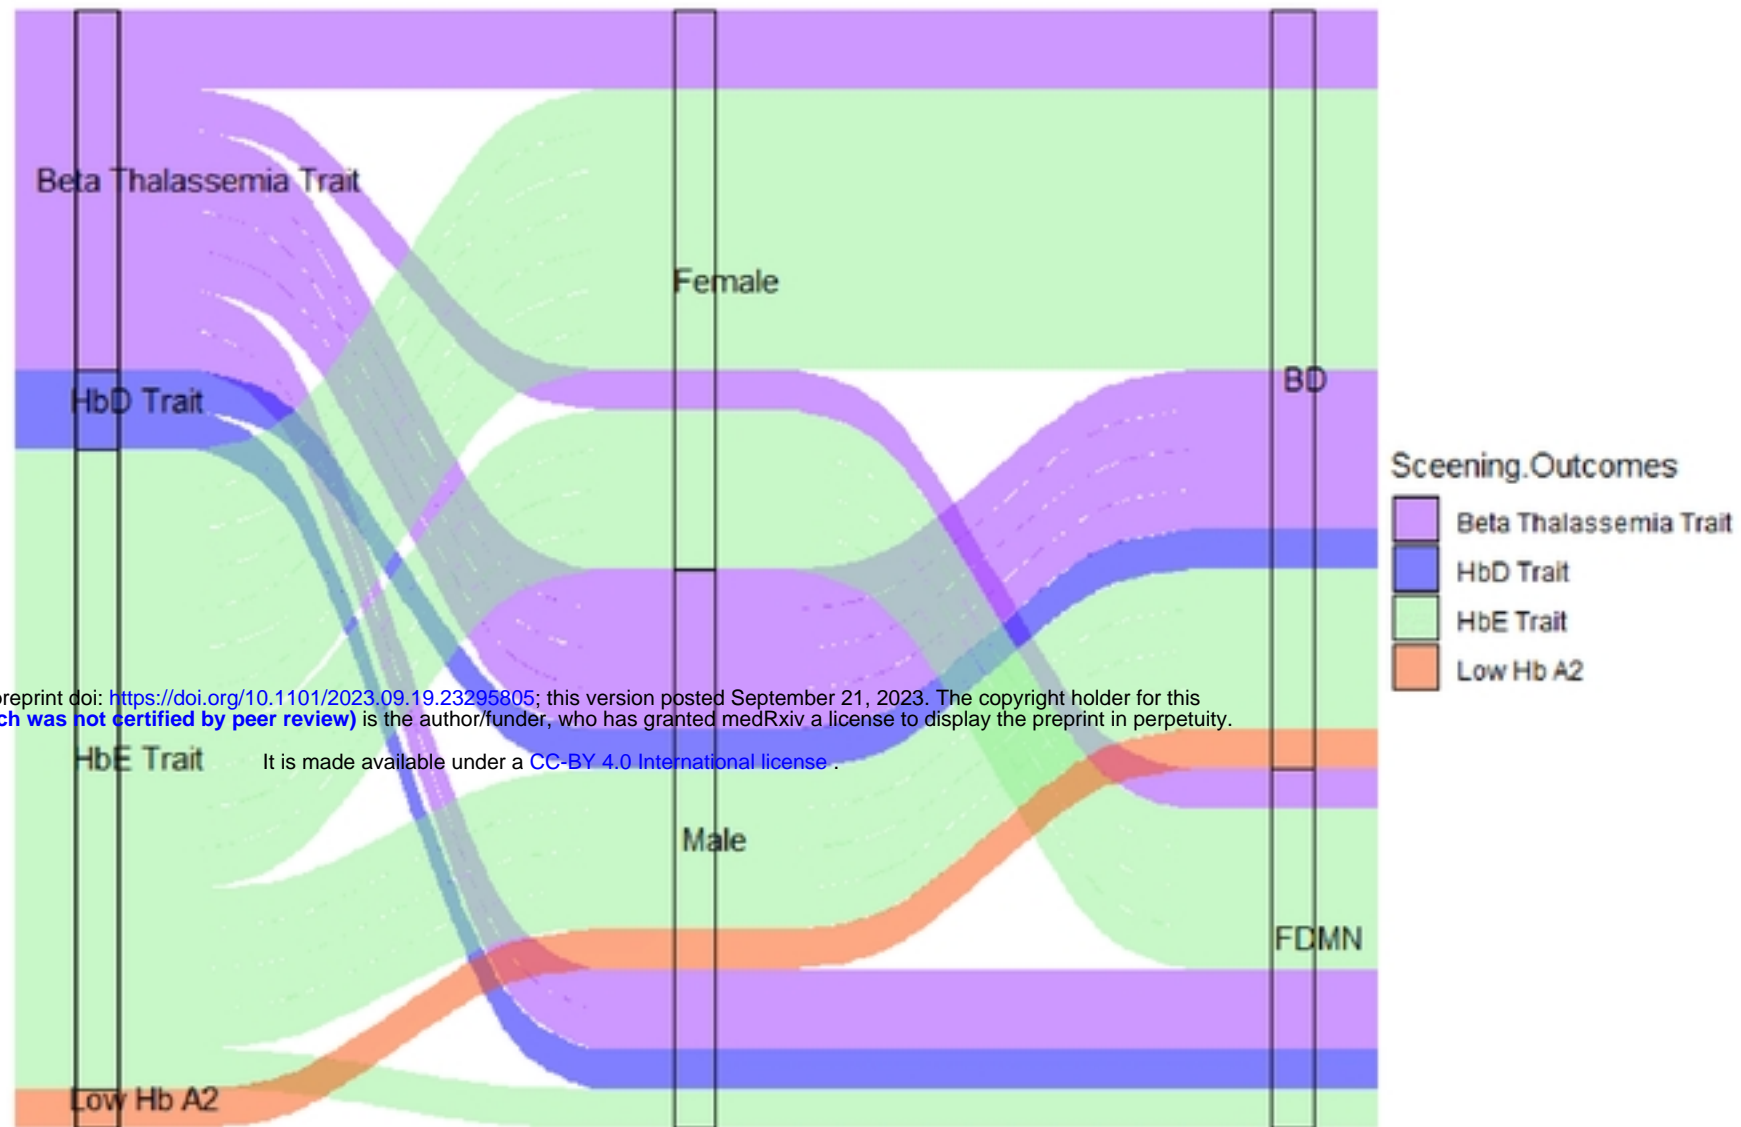 Beta Thalassemia Trait
Female
BD
HbD Trait
Sceening.Outcomes
Beta Thalassemia Trait
HbD Trait
HbE Trait
Low Hb A2
preprint doi: https://doi.org/10.1101/2023.09.19.23295805; this version posted September 21, 2023. The copyright holder for this
ch was not certified by peer review) is the author/funder, who has granted medRxiv a license to display the preprint in perpetuity.
HbE Trait
It is made available under a CC-BY 4.0 International license .
Male
FDMN
Low Hb A2